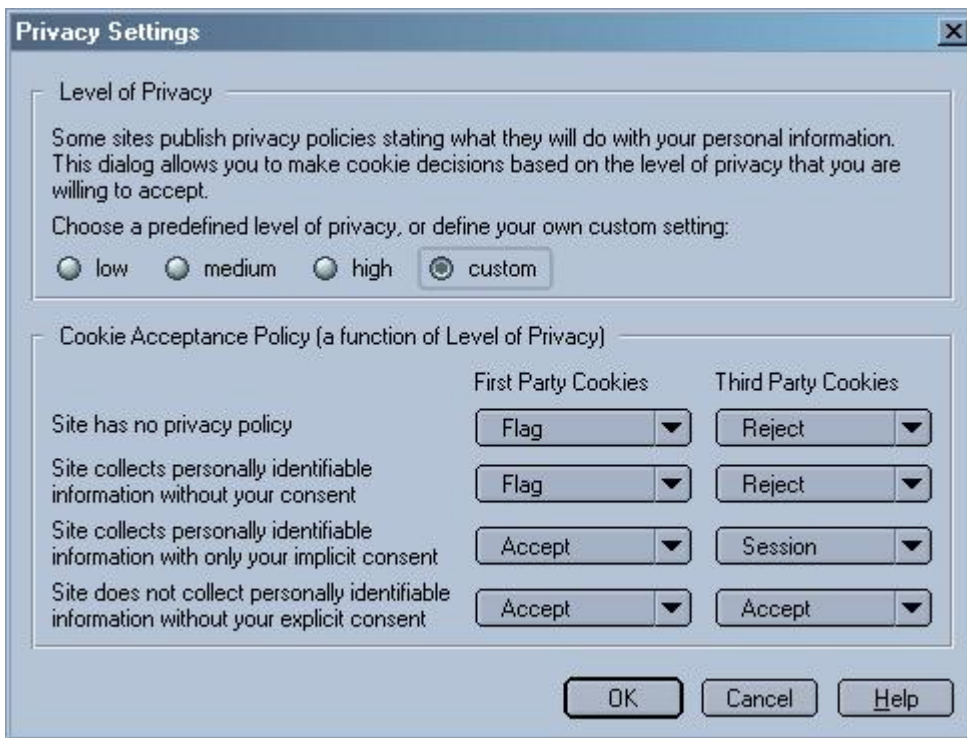 Privacy Settings
Level of Privacy
Some sites publish privacy policies stating what they will do with your personal information.
This dialog allows you to make cookie decisions based on the level of privacy that you are
willing to accept.
Choose a predefined level of privacy, or define your own custom setting:
low medium high custom
Cookie Acceptance Policy (a function of Level of Privacy)
First Party Cookies Third Party Cookies
Site has no privacy policy Flag Reject
Site collects personally identifiable
information without your consent Flag Reject
Site collects personally identifiable
information with only your implicit consent Accept Session
Site does not collect personally identifiable
information without your explicit consent Accept Accept
OK Cancel Help